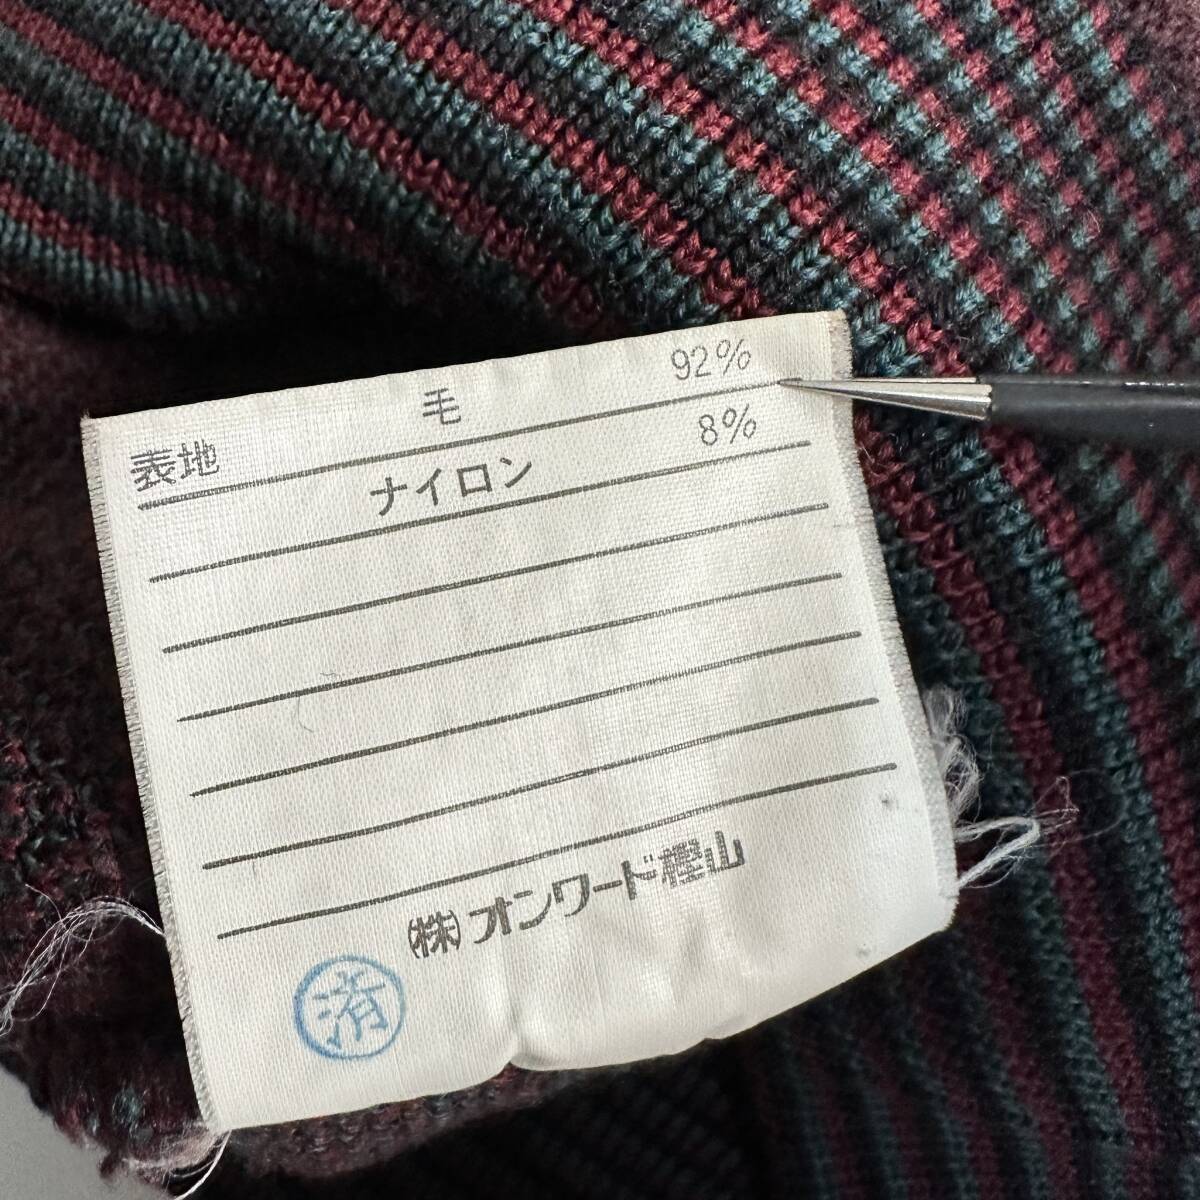 表地 毛 92%
ナイロン 8%
(株)オンワード樫山
済